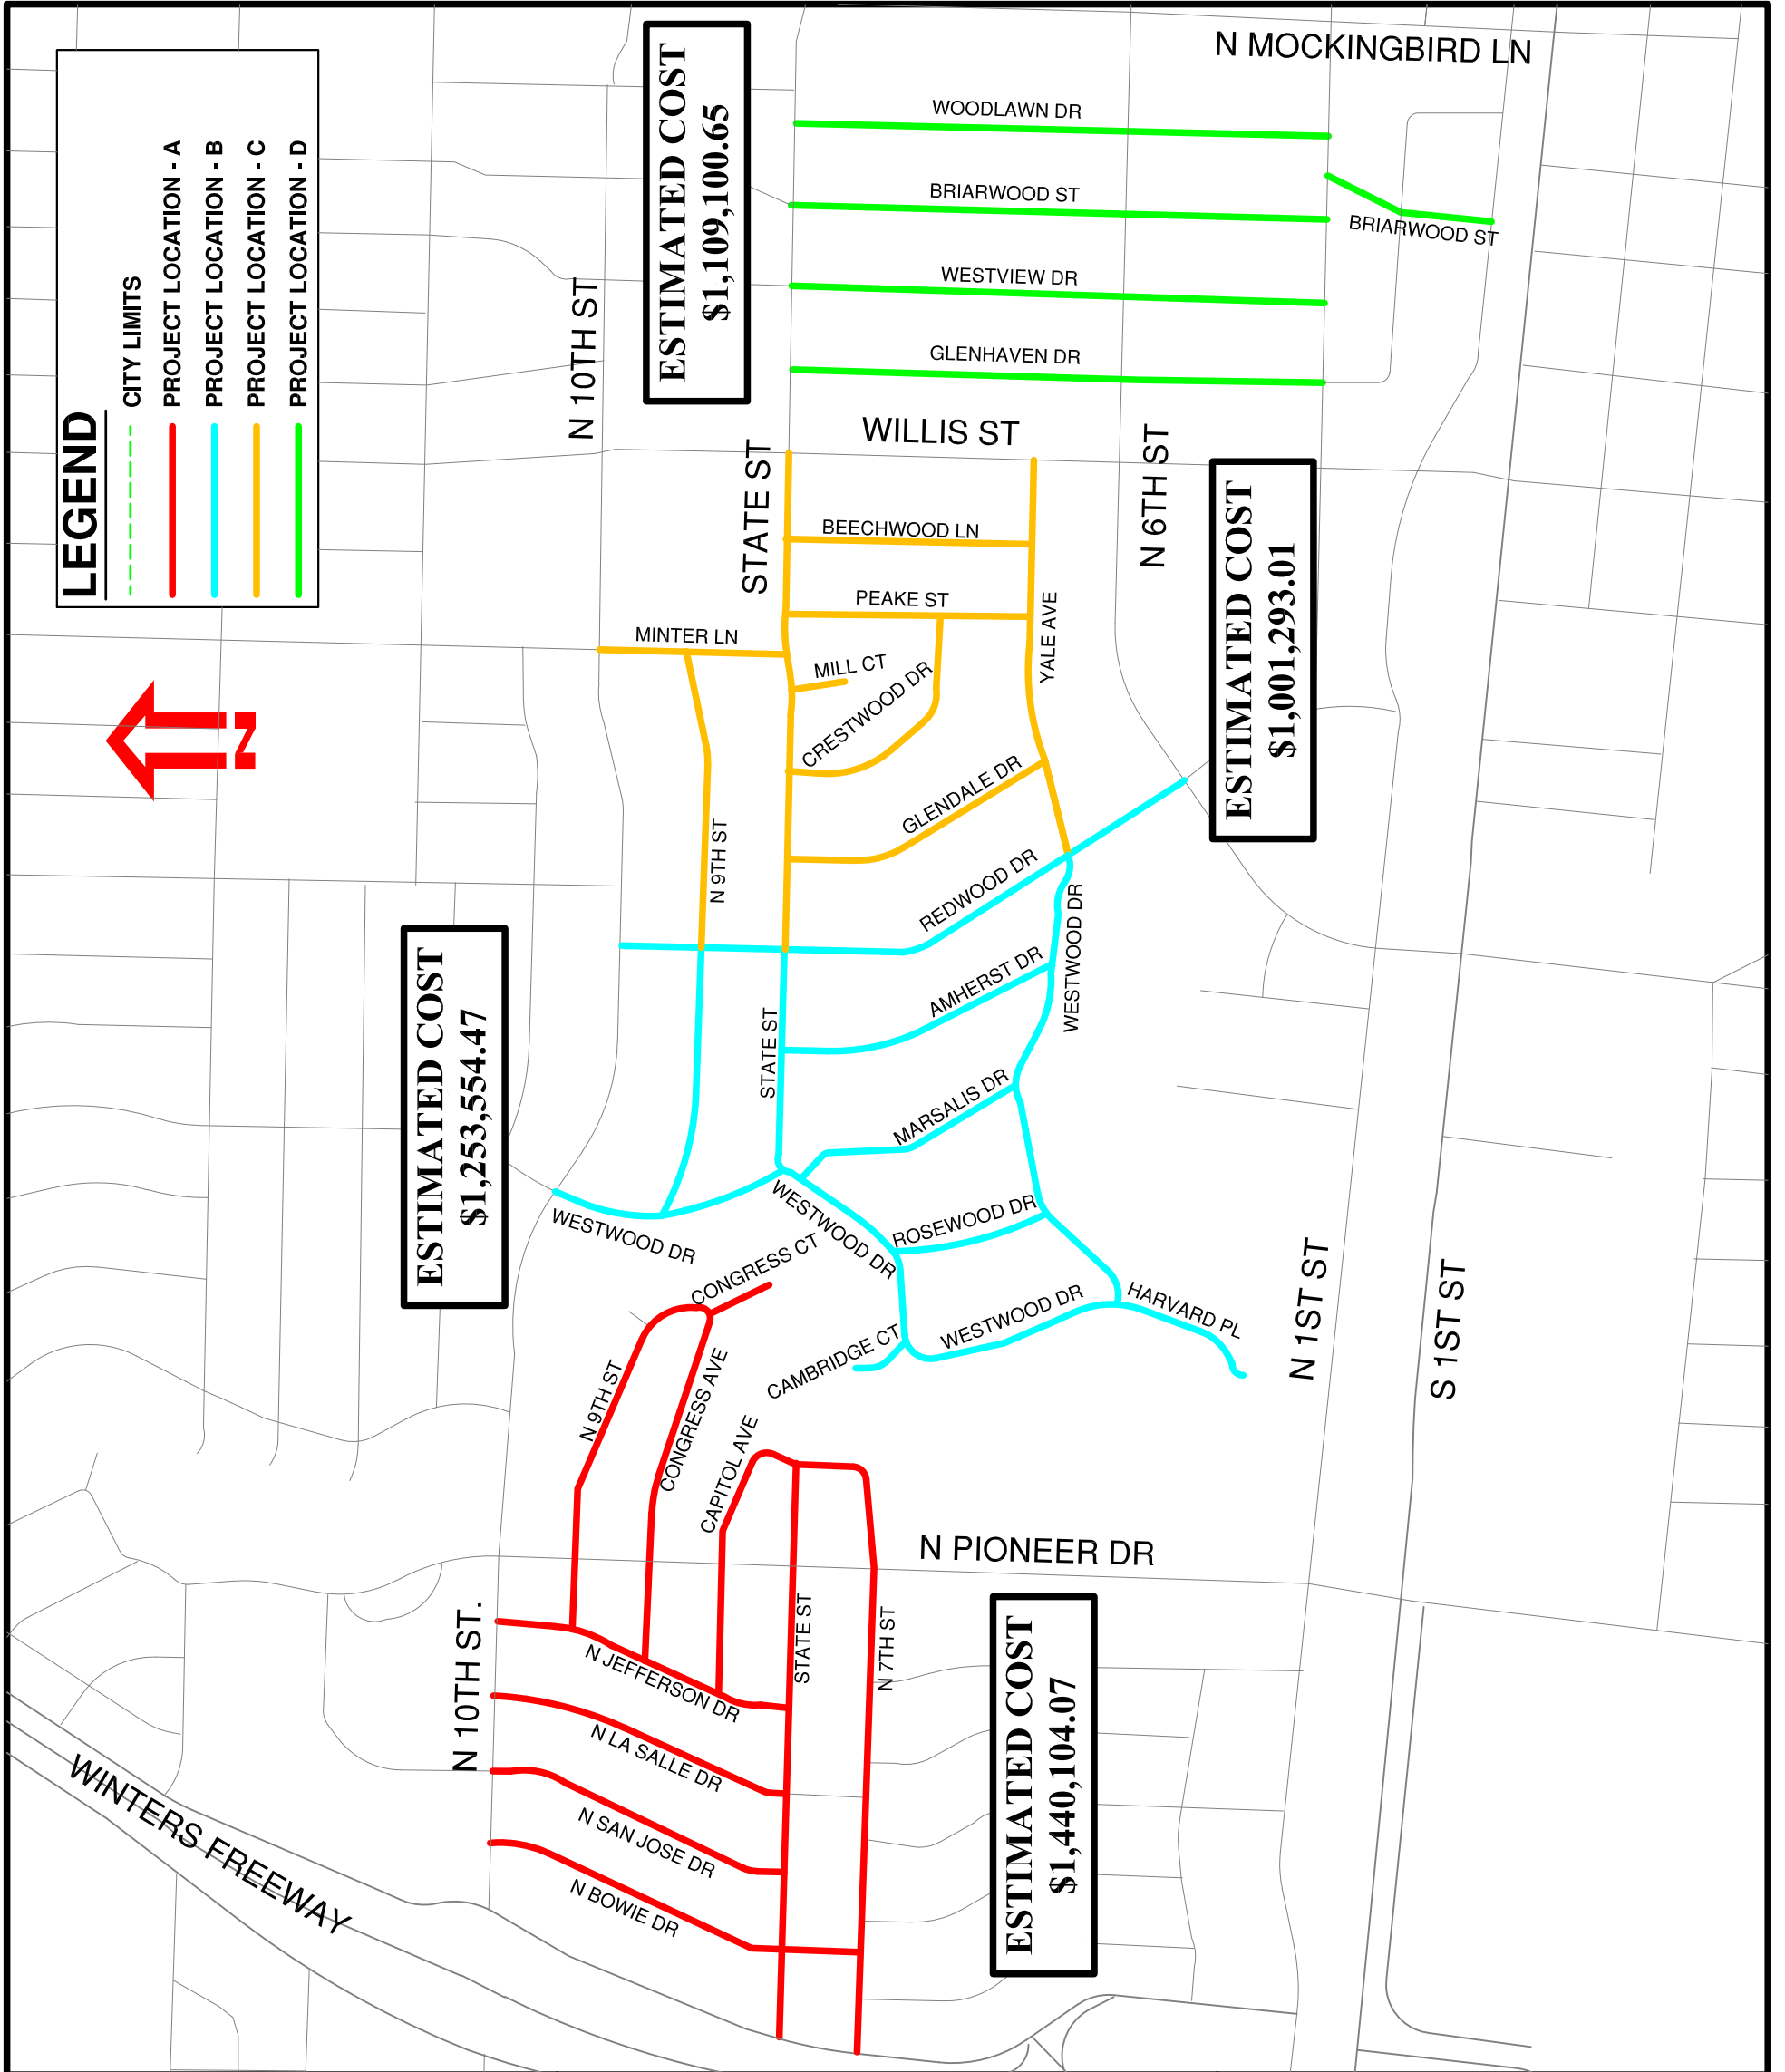 LEGEND
CITY LIMITS
PROJECT LOCATION - A
PROJECT LOCATION - B
PROJECT LOCATION - C
PROJECT LOCATION - D
N MOCKINGBIRD LN
WOODLAWN DR
BRIARWOOD ST
BRIARWOOD ST
WESTVIEW DR
GLENHAVEN DR
ESTIMATED COST
$1,109,100.65
N 10TH ST
WILLIS ST
STATE ST
N 6TH ST
BEECHWOOD LN
PEAKE ST
MINTER LN
MILL CT
CRESTWOOD DR
YALE AVE
GLENDALE DR
N 9TH ST
ESTIMATED COST
$1,001,293.01
N
REDWOOD DR
WESTWOOD DR
AMHERST DR
STATE ST
MARSALIS DR
ESTIMATED COST
$1,253,554.47
WESTWOOD DR
WESTWOOD DR
ROSEWOOD DR
CONGRESS CT
WESTWOOD DR
HARVARD PL
CAMBRIDGE CT
N 1ST ST
S 1ST ST
N 9TH ST
CONGRESS AVE
CAPITOL AVE
N PIONEER DR
N 10TH ST.
STATE ST
N 7TH ST
N JEFFERSON DR
N LA SALLE DR
N SAN JOSE DR
N BOWIE DR
ESTIMATED COST
$1,440,104.07
WINTERS FREEWAY